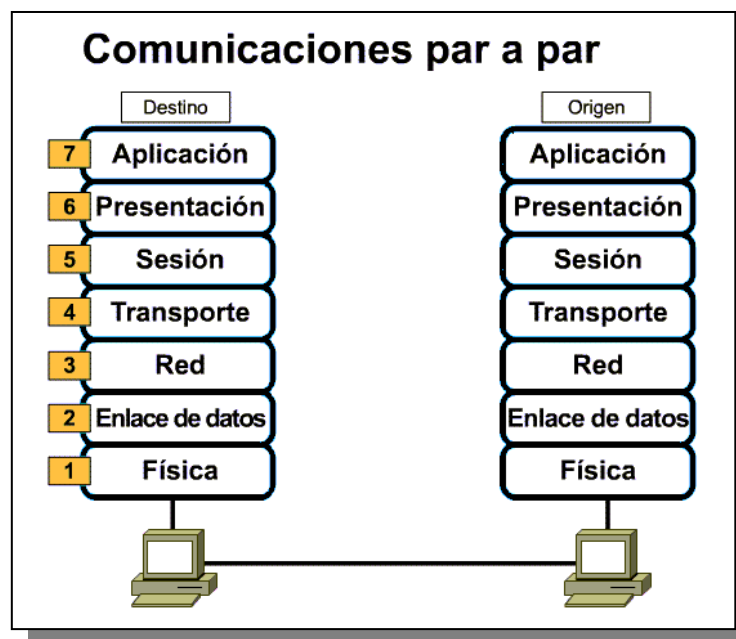 Comunicaciones par a par
Destino
Origen
7 Aplicación
Aplicación
6 Presentación
Presentación
5 Sesión
Sesión
4 Transporte
Transporte
3 Red
Red
2 Enlace de datos
Enlace de datos
1 Física
Física